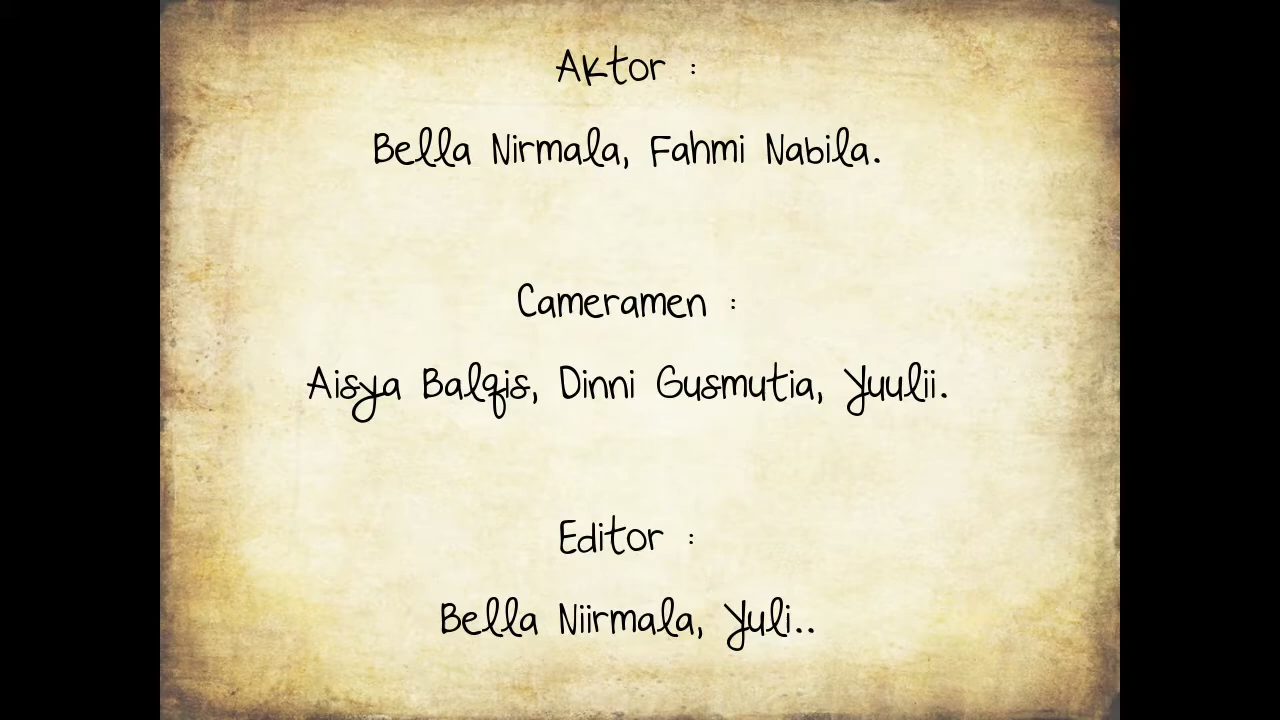 Aktor :
Bella Nirmala, Fahmi Nabila.
Cameramen :
Aisya Balqis, Dinni Gusmutia, Yuulii.
Editor :
Bella Niirmala, Yuli..